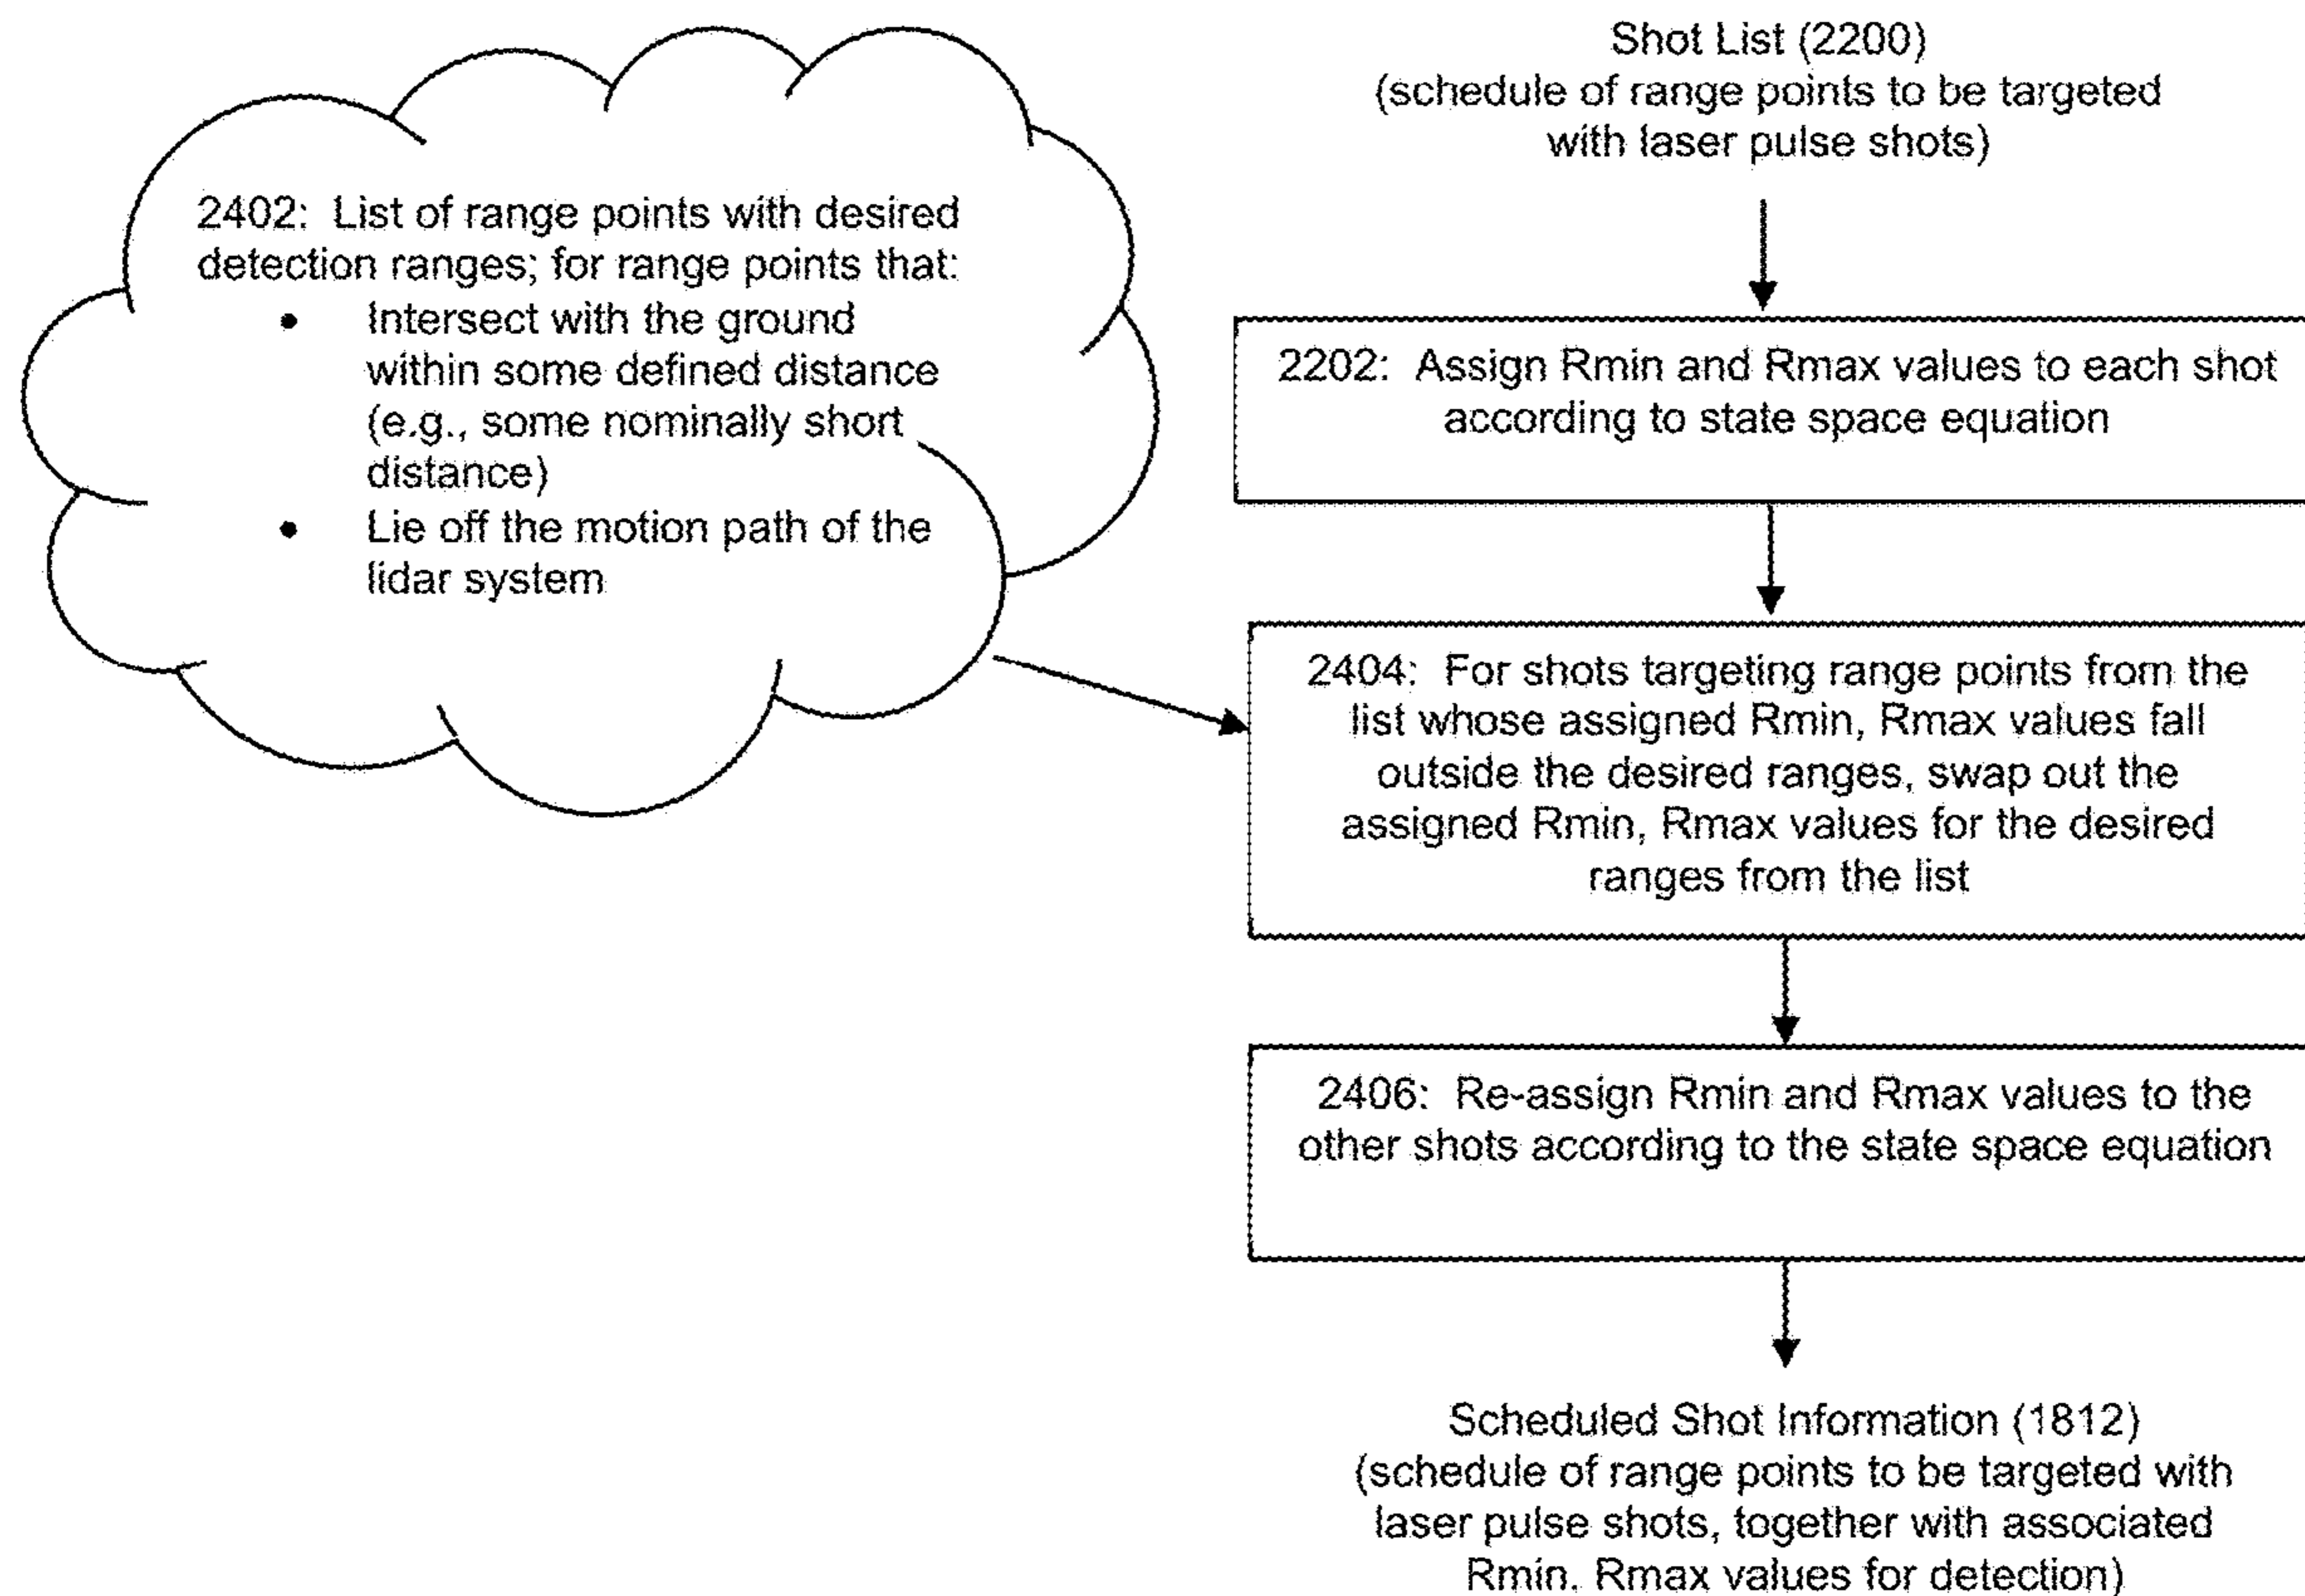 Shot List (2200)
(schedule of range points to be targeted
with laser pulse shots)
2402: List of range points with desired
detection ranges; for range points that:
• Intersect with the ground
within some defined distance
(e.g., some nominally short
distance)
• Lie off the motion path of the
lidar system
2202: Assign Rmin and Rmax values to each shot
according to state space equation
2404: For shots targeting range points from the
list whose assigned Rmin, Rmax values fall
outside the desired ranges, swap out the
assigned Rmin, Rmax values for the desired
ranges from the list
2406: Re-assign Rmin and Rmax values to the
other shots according to the state space equation
Scheduled Shot Information (1812)
(schedule of range points to be targeted with
laser pulse shots, together with associated
Rmin, Rmax values for detection)